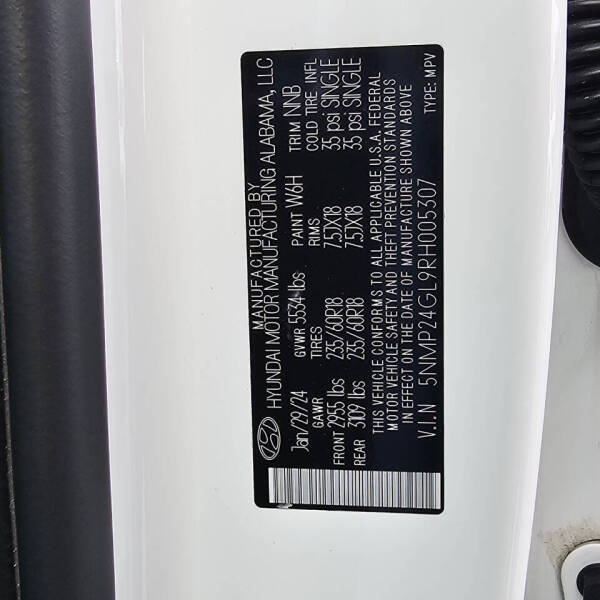 MANUFACTURED BY
HYUNDAI MOTOR MANUFACTURING ALABAMA, LLC
Jan/29/24 GVWR 5534 lbs PAINT W6H TRIM NNB
GAWR TIRES RIMS COLD TIRE INFL
FRONT 2955 lbs 235/60R18 7.5JX18 35 psi SINGLE
REAR 3109 lbs 235/60R18 7.5JX18 35 psi SINGLE
THIS VEHICLE CONFORMS TO ALL APPLICABLE U.S.A. FEDERAL
MOTOR VEHICLE SAFETY AND THEFT PREVENTION STANDARDS
IN EFFECT ON THE DATE OF MANUFACTURE SHOWN ABOVE
V.I.N 5NMP24GL9RH005307 TYPE: MPV